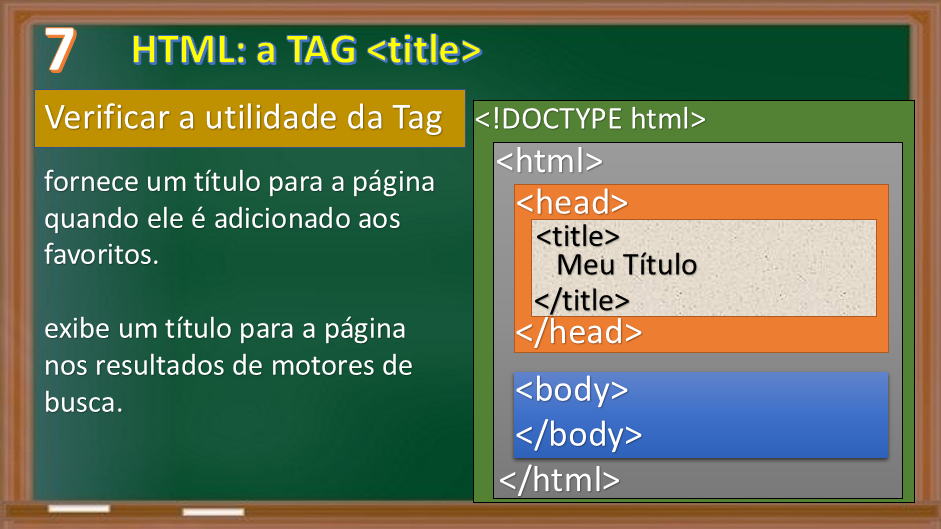 7 HTML: a TAG <title>
Verificar a utilidade da Tag
fornece um título para a página
quando ele é adicionado aos
favoritos.
exibe um título para a página
nos resultados de motores de
busca.
<!DOCTYPE html>
<html>
<head>
<title>
Meu Título
</title>
</head>
<body>
</body>
</html>